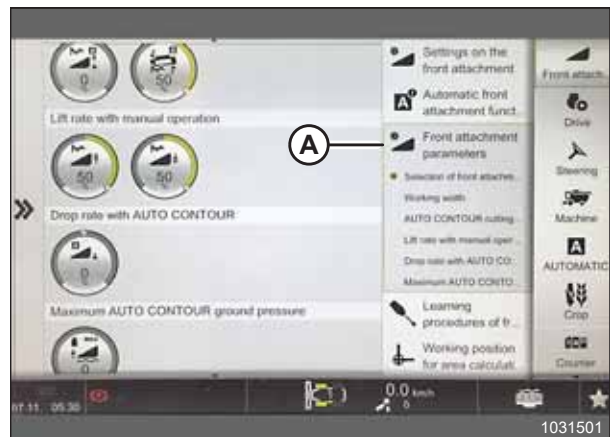 0
50
Lift rate with manual operation
50
50
Drop rate with AUTO CONTOUR
0
Maximum AUTO CONTOUR ground pressure
Settings on the
front attachment
Automatic front
attachment funct
A
Front attachment
parameters
Selection of front attachm...
Working width
AUTO CONTOUR cutting
Lift rate with manual oper...
Drop rate with AUTO CO...
Maximum AUTO CONTO...
Learning
procedures of fr...
Working position
for area calculati
Front attach.
Drive
Steering
Machine
A
AUTOMATIC
Crop
Counter
07.11. 05:30
0.0 km/h
0
1031501